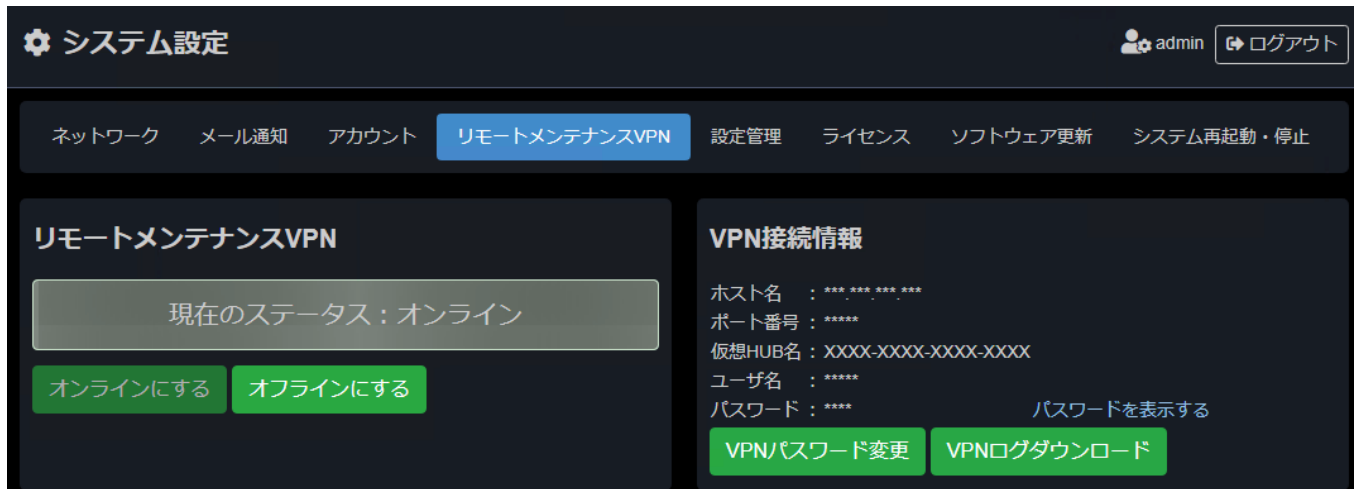 システム設定
admin ログアウト
ネットワーク メール通知 アカウント リモートメンテナンスVPN 設定管理 ライセンス ソフトウェア更新 システム再起動・停止
リモートメンテナンスVPN
現在のステータス：オンライン
オンラインにする オフラインにする
VPN接続情報
ホスト名 : ***.***.***.***
ポート番号 : *****
仮想HUB名 : XXXX-XXXX-XXXX-XXXX
ユーザ名 : *****
パスワード : **** パスワードを表示する
VPNパスワード変更 VPNログダウンロード